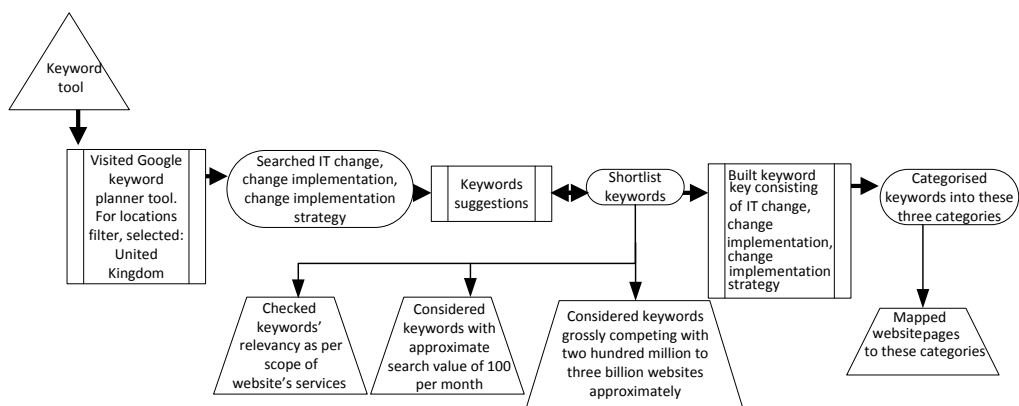 Keyword
tool
Visited Google
keyword
planner tool.
For locations
filter, selected:
United
Kingdom
Searched IT change,
change implementation,
change implementation
strategy
Keywords
suggestions
Shortlist
keywords
Built keyword
key consisting
of IT change,
change
implementation,
change
implementation
strategy
Categorised
keywords into these
three categories
Checked
keywords’
relevancy as per
scope of
website’s services
Considered
keywords with
approximate
search value of 100
per month
Considered keywords
grossly competing with
two hundred million to
three billion websites
approximately
Mapped
websitepages
to these categories